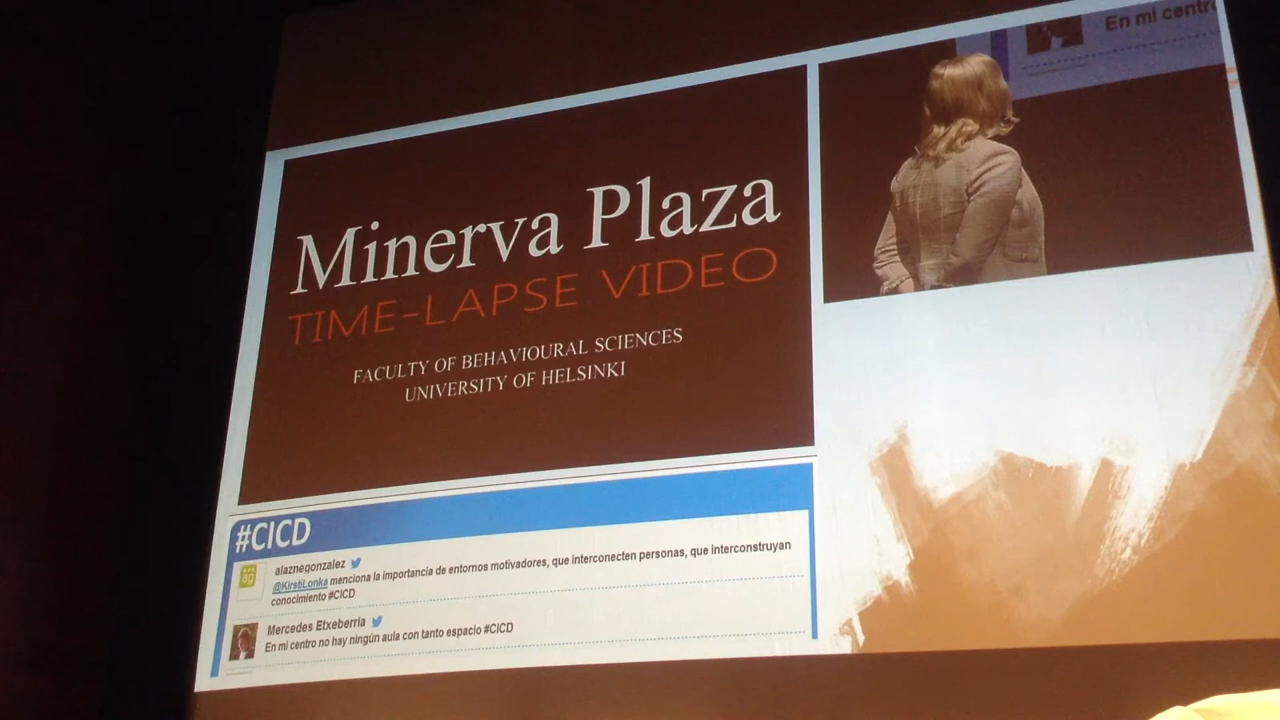 Minerva Plaza
TIME-LAPSE VIDEO
FACULTY OF BEHAVIOURAL SCIENCES
UNIVERSITY OF HELSINKI
En mi centro
#CICD
ag
alaznegonzalez
@KirstiLonka menciona la importancia de entornos motivadores, que interconecten personas, que interconstruyan
conocimiento #CICD
Mercedes Etxeberria
En mi centro no hay ningún aula con tanto espacio #CICD